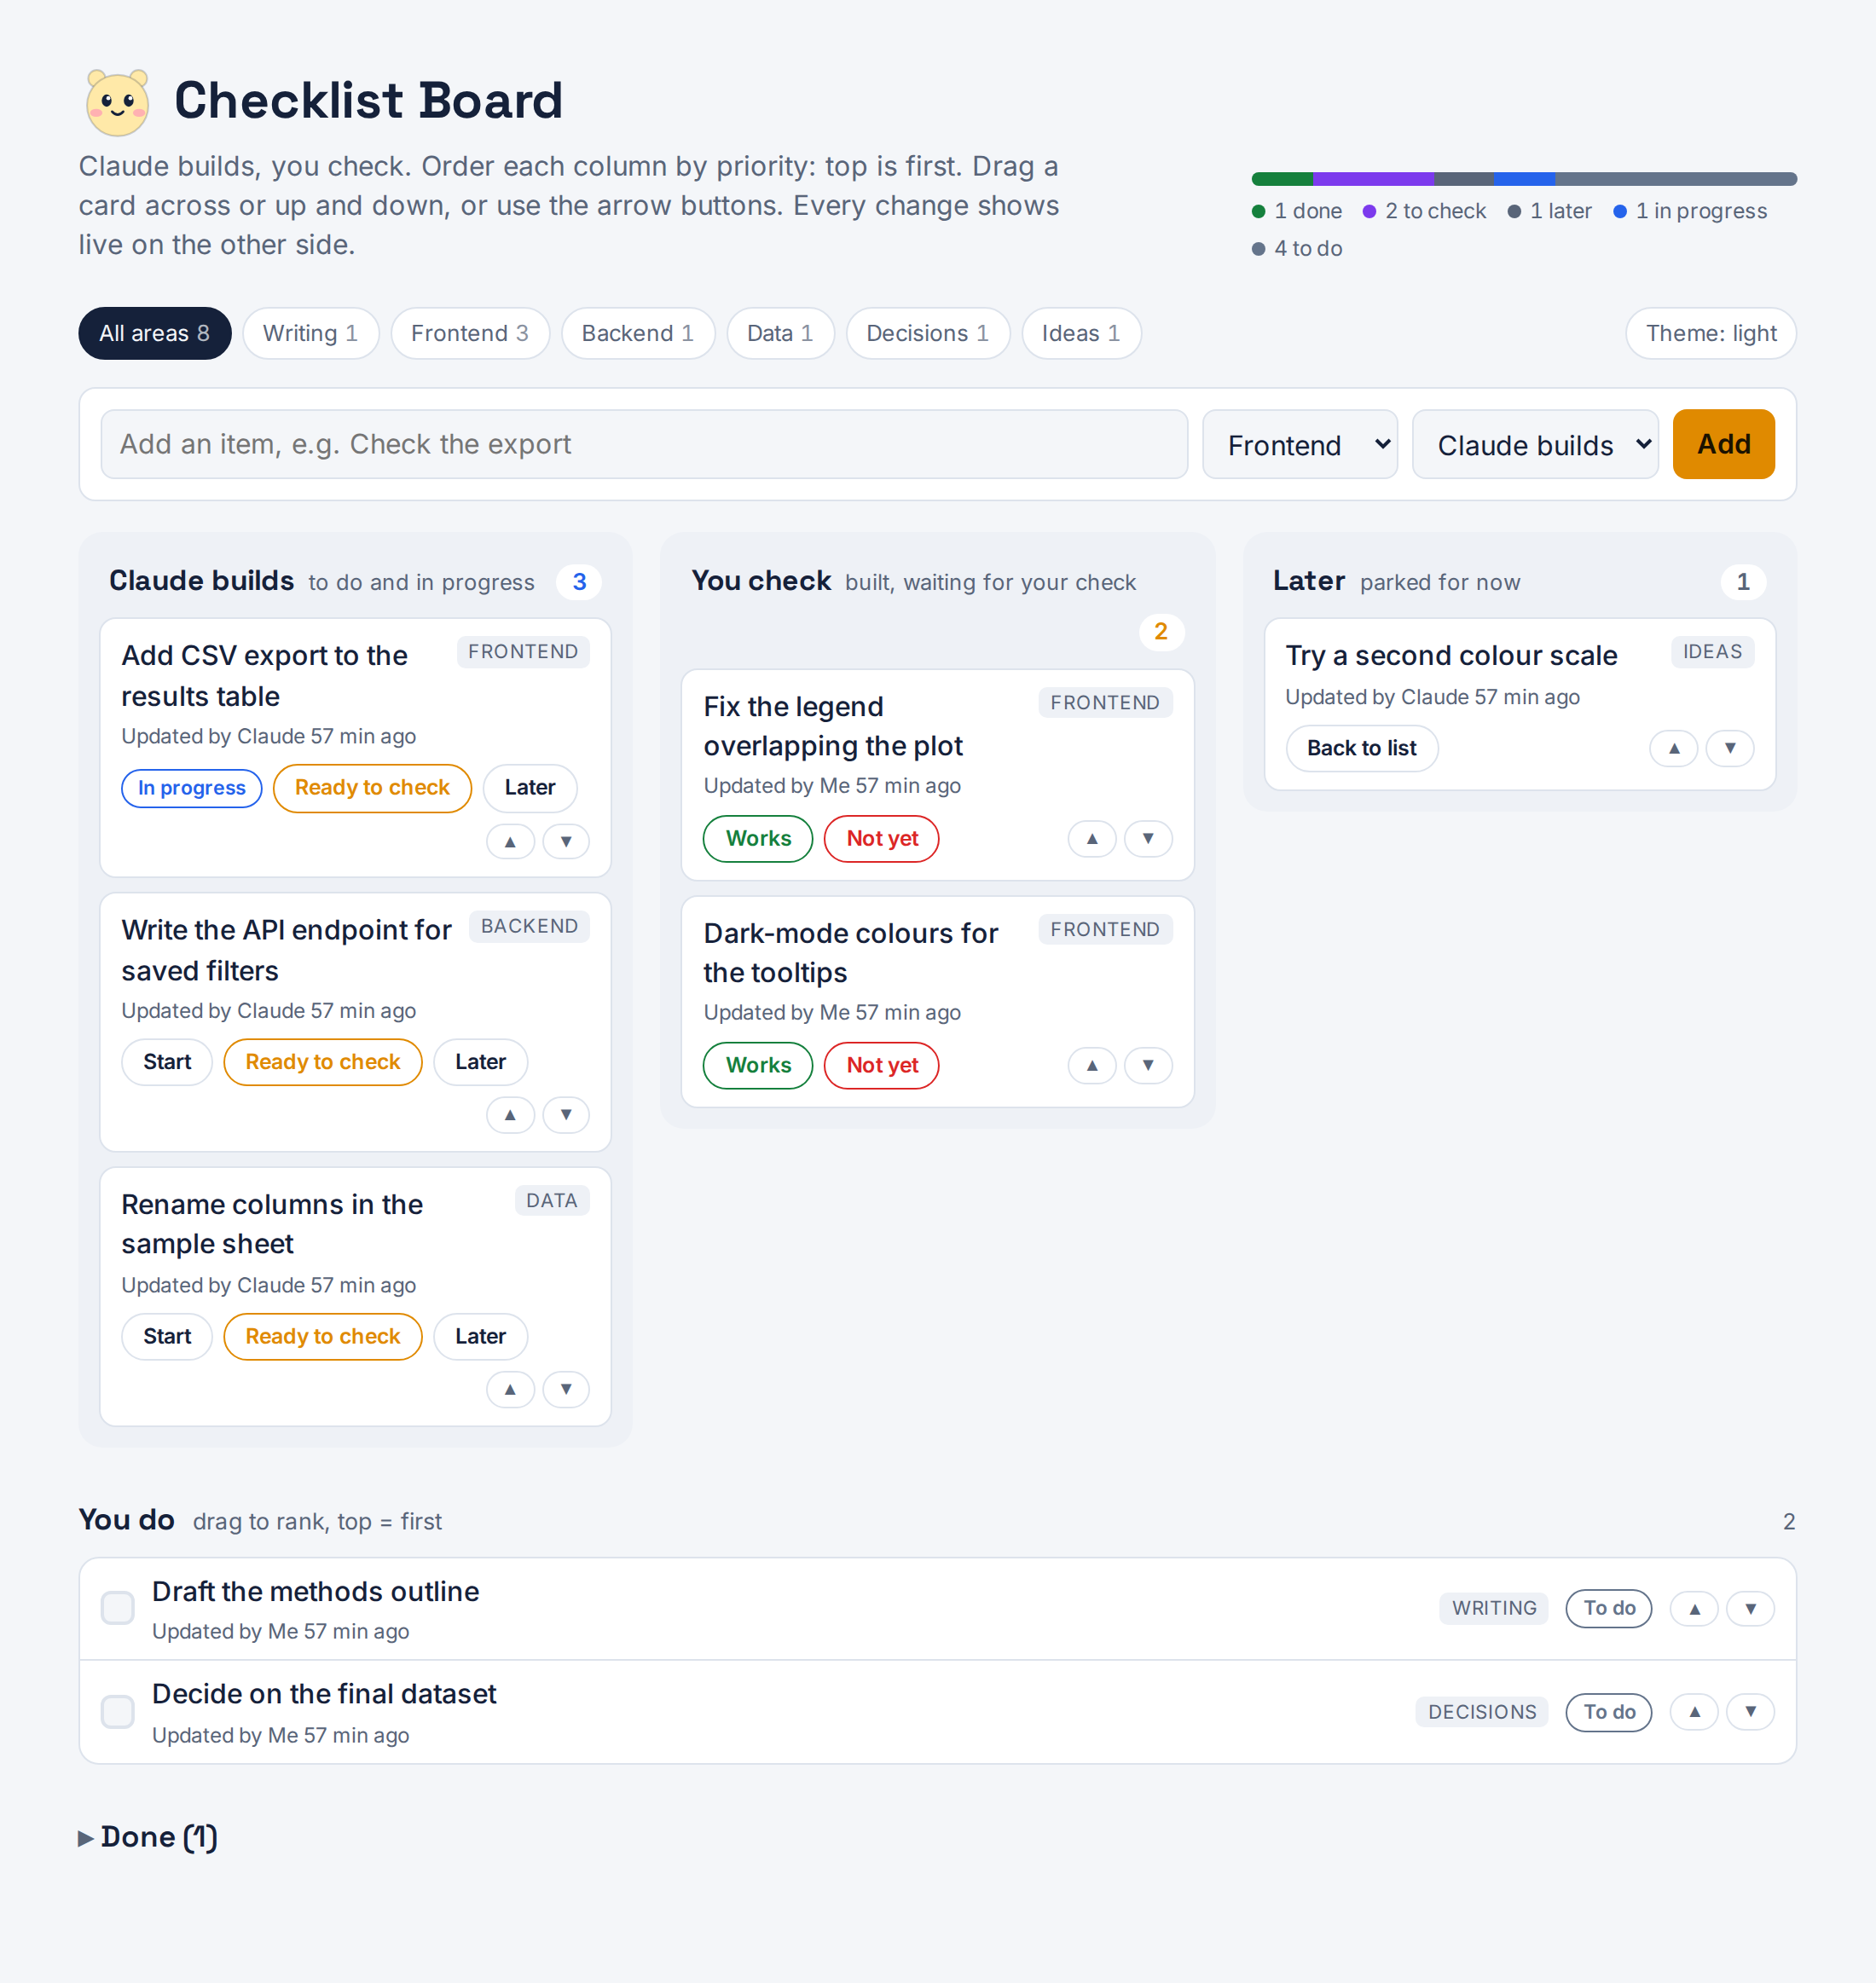 Checklist Board
Claude builds, you check. Order each column by priority: top is first. Drag a
card across or up and down, or use the arrow buttons. Every change shows
live on the other side.
1 done 2 to check 1 later 1 in progress
4 to do
All areas 8 Writing 1 Frontend 3 Backend 1 Data 1 Decisions 1 Ideas 1 Theme: light
Add an item, e.g. Check the export Frontend Claude builds Add
Claude builds to do and in progress 3
Add CSV export to the FRONTEND
results table
Updated by Claude 57 min ago
In progress Ready to check Later
▲ ▼
Write the API endpoint for BACKEND
saved filters
Updated by Claude 57 min ago
Start Ready to check Later
▲ ▼
Rename columns in the DATA
sample sheet
Updated by Claude 57 min ago
Start Ready to check Later
▲ ▼
You check built, waiting for your check
2
Fix the legend FRONTEND
overlapping the plot
Updated by Me 57 min ago
Works Not yet ▲ ▼
Dark-mode colours for FRONTEND
the tooltips
Updated by Me 57 min ago
Works Not yet ▲ ▼
Later parked for now 1
Try a second colour scale IDEAS
Updated by Claude 57 min ago
Back to list ▲ ▼
You do drag to rank, top = first 2
Draft the methods outline
Updated by Me 57 min ago
WRITING To do ▲ ▼
Decide on the final dataset
Updated by Me 57 min ago
DECISIONS To do ▲ ▼
▶ Done (1)